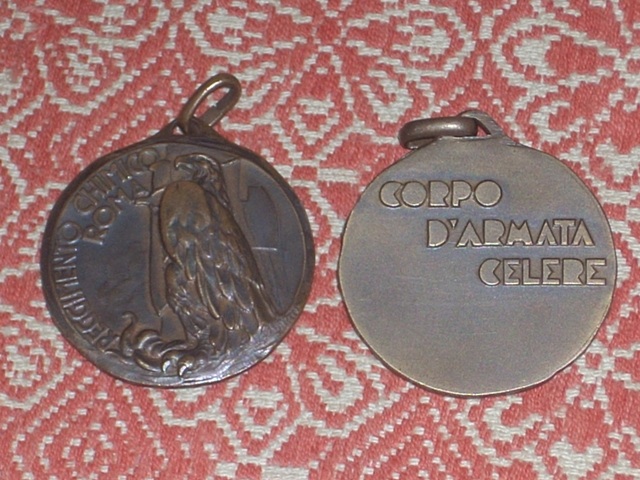 REGGIMENTO CHIMICO
ROMA
CORPO
D'ARMATA
CELERE